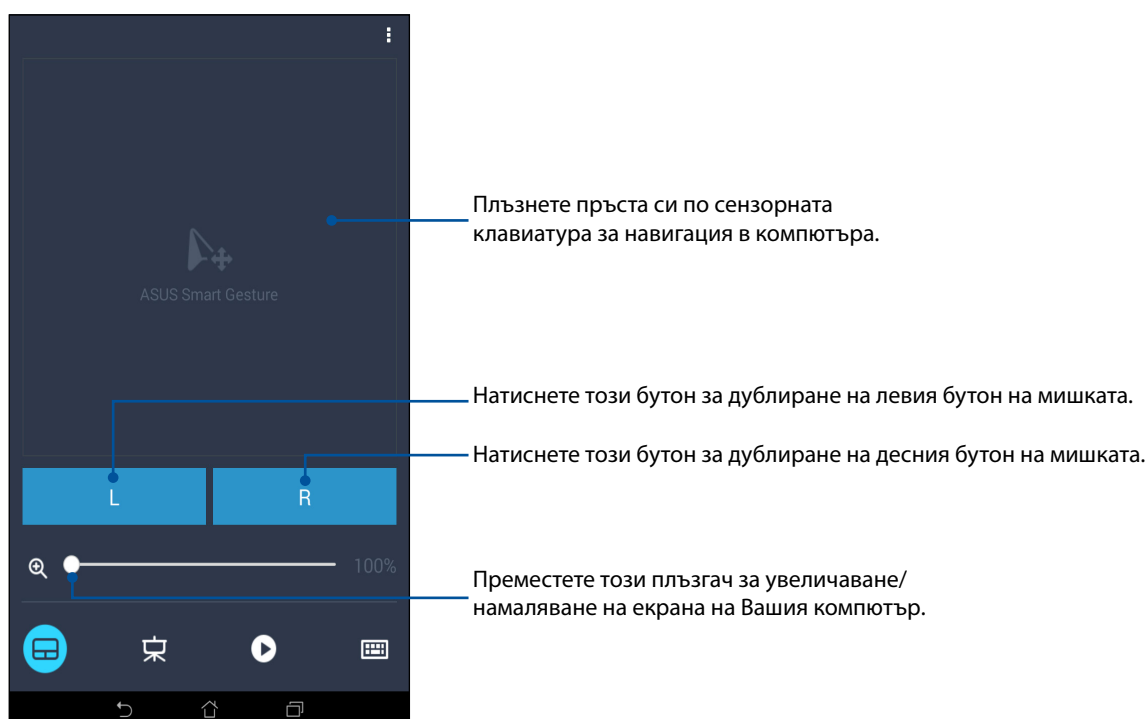 Плъзнете пръста си по сензорната
клавиатура за навигация в компютъра.
ASUS Smart Gesture
Натиснете този бутон за дублиране на левия бутон на мишката.
Натиснете този бутон за дублиране на десния бутон на мишката.
L
R
100%
Преместете този плъзгач за увеличаване/
намаляване на екрана на Вашия компютър.